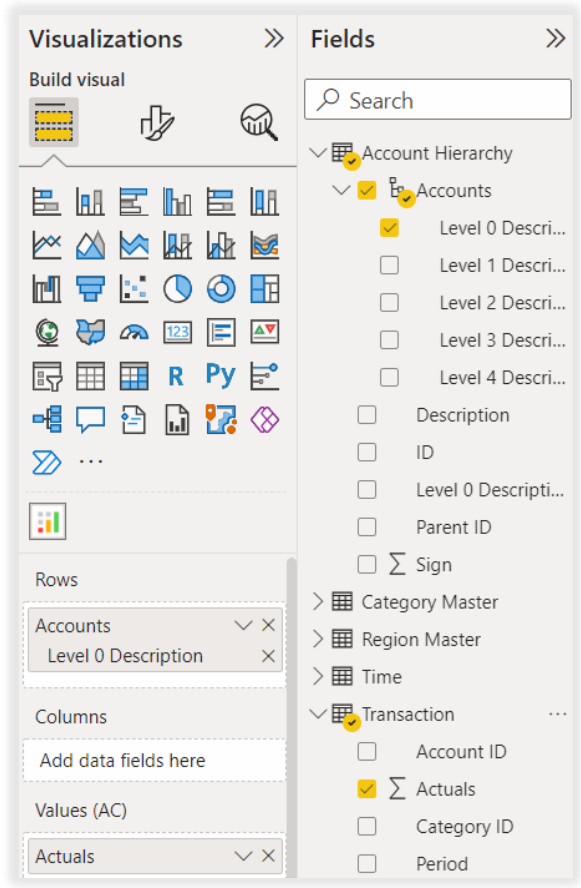 Visualizations
Build visual
123
R
Py
...
Rows
Accounts
Level 0 Description
Columns
Add data fields here
Values (AC)
Actuals
Fields
Search
Account Hierarchy
Accounts
Level 0 Descri...
Level 1 Descri...
Level 2 Descri...
Level 3 Descri...
Level 4 Descri...
Description
ID
Level 0 Descripti...
Parent ID
∑ Sign
Category Master
Region Master
Time
Transaction
...
Account ID
∑ Actuals
Category ID
Period